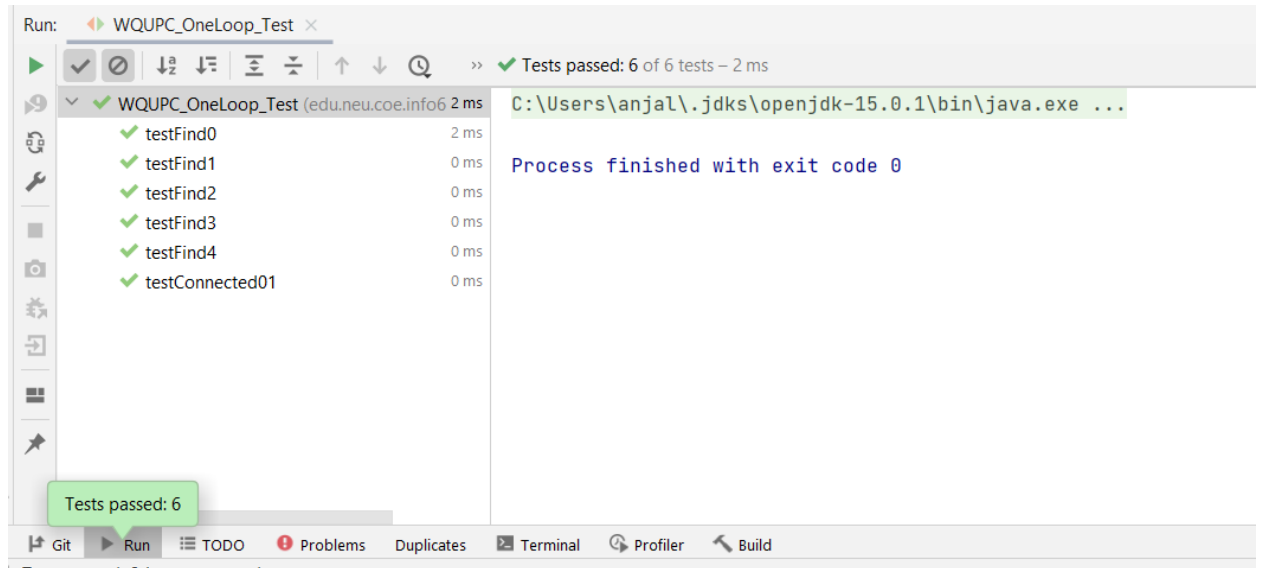 Run: WQUPC_OneLoop_Test
Tests passed: 6 of 6 tests – 2 ms
WQUPC_OneLoop_Test (edu.neu.coe.info6 2 ms
C:\Users\anjal\.jdks\openjdk-15.0.1\bin\java.exe ...
testFind0 2 ms
testFind1 0 ms
Process finished with exit code 0
testFind2 0 ms
testFind3 0 ms
testFind4 0 ms
testConnected01 0 ms
Tests passed: 6
Git Run TODO Problems Duplicates Terminal Profiler Build